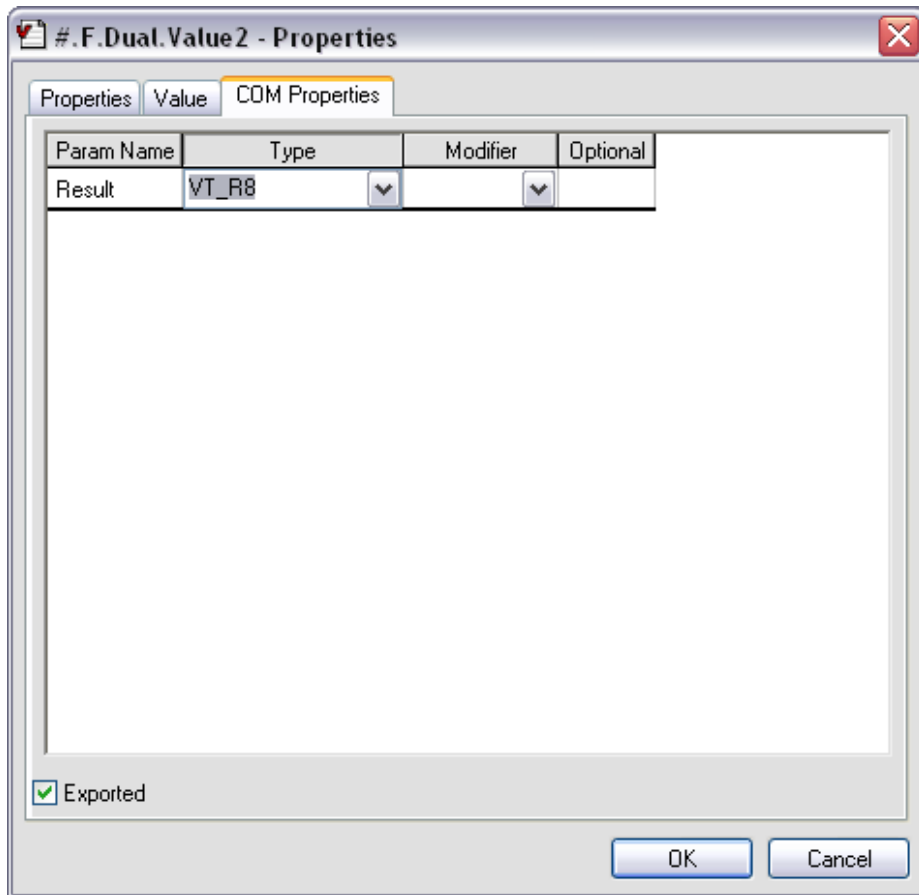 #.F.Dual.Value2 - Properties
Properties Value COM Properties
Param Name Type Modifier Optional
Result VT_R8
Exported
OK Cancel